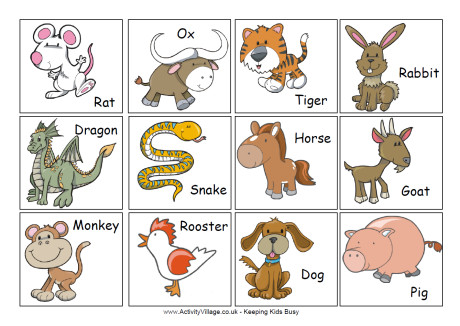 Rat
Ox
Tiger
Rabbit
Dragon
Snake
Horse
Goat
Monkey
Rooster
Dog
Pig
www.ActivityVillage.co.uk - Keeping Kids Busy